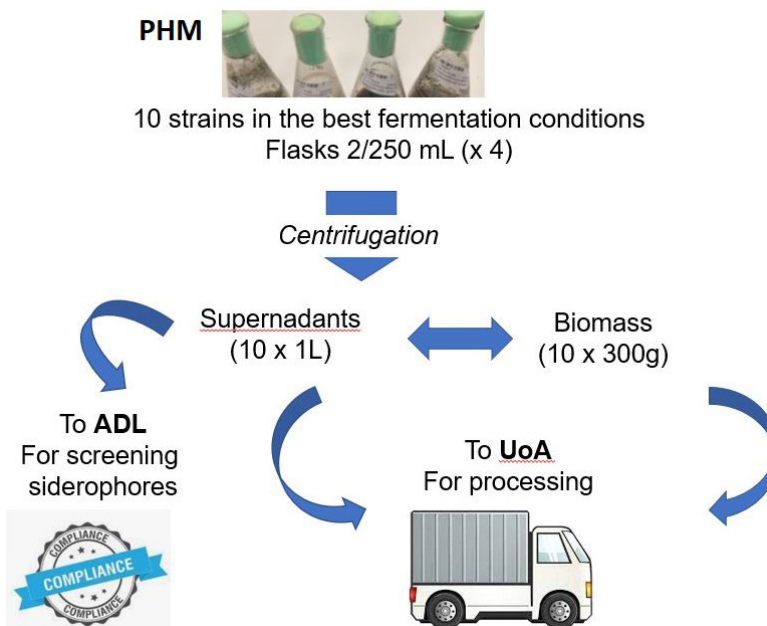 PHM
10 strains in the best fermentation conditions
Flasks 2/250 mL (x 4)
Centrifugation
Supernadants
(10 x 1L)
Biomass
(10 x 300g)
To ADL
For screening
siderophores
To UoA
For processing
COMPLIANCE
COMPLIANCE
COMPLIANCE